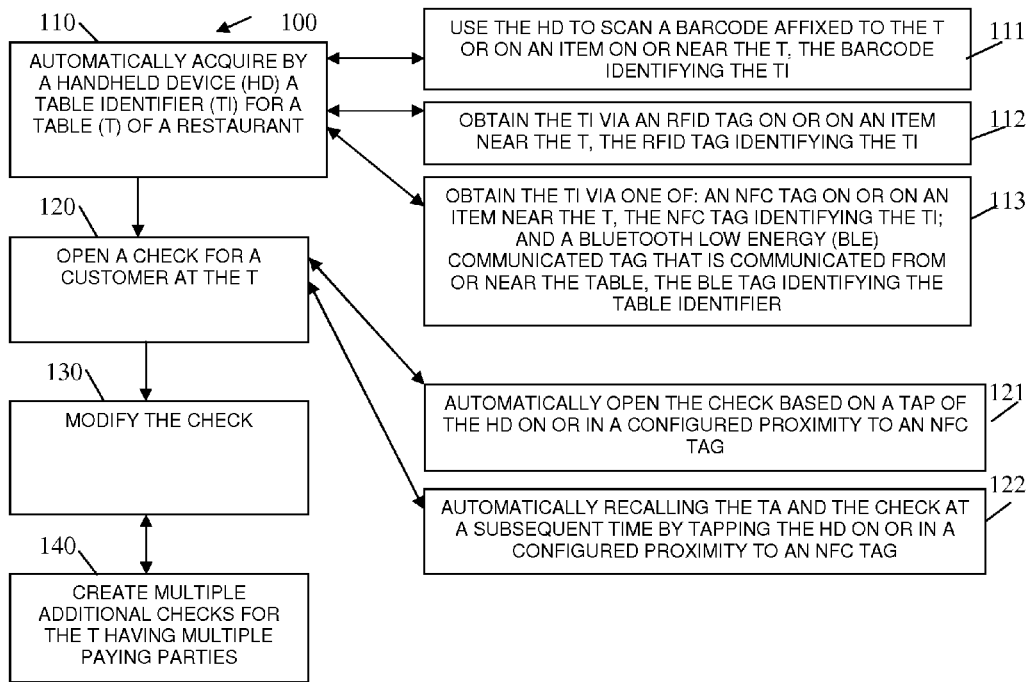 100
110
AUTOMATICALLY ACQUIRE BY
A HANDHELD DEVICE (HD) A
TABLE IDENTIFIER (TI) FOR A
TABLE (T) OF A RESTAURANT
USE THE HD TO SCAN A BARCODE AFFIXED TO THE T
OR ON AN ITEM ON OR NEAR THE T, THE BARCODE
IDENTIFYING THE TI
111
OBTAIN THE TI VIA AN RFID TAG ON OR ON AN ITEM
NEAR THE T, THE RFID TAG IDENTIFYING THE TI
112
OBTAIN THE TI VIA ONE OF: AN NFC TAG ON OR ON AN
ITEM NEAR THE T, THE NFC TAG IDENTIFYING THE TI;
AND A BLUETOOTH LOW ENERGY (BLE)
COMMUNICATED TAG THAT IS COMMUNICATED FROM
OR NEAR THE TABLE, THE BLE TAG IDENTIFYING THE
TABLE IDENTIFIER
113
120
OPEN A CHECK FOR A
CUSTOMER AT THE T
AUTOMATICALLY OPEN THE CHECK BASED ON A TAP OF
THE HD ON OR IN A CONFIGURED PROXIMITY TO AN NFC
TAG
121
AUTOMATICALLY RECALLING THE TA AND THE CHECK AT
A SUBSEQUENT TIME BY TAPPING THE HD ON OR IN A
CONFIGURED PROXIMITY TO AN NFC TAG
122
130
MODIFY THE CHECK
140
CREATE MULTIPLE
ADDITIONAL CHECKS FOR
THE T HAVING MULTIPLE
PAYING PARTIES